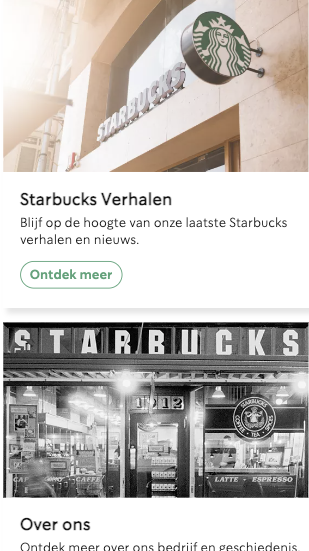 STARBUCKS
Starbucks Verhalen
Blijf op de hoogte van onze laatste Starbucks
verhalen en nieuws.
Ontdek meer
STARBUCKS
1912
STARBUCKS
COFFEE • TEA • SPICES
LATTE • ESPRESSO
Over ons
Ontdek meer over ons bedrijf en geschiedenis